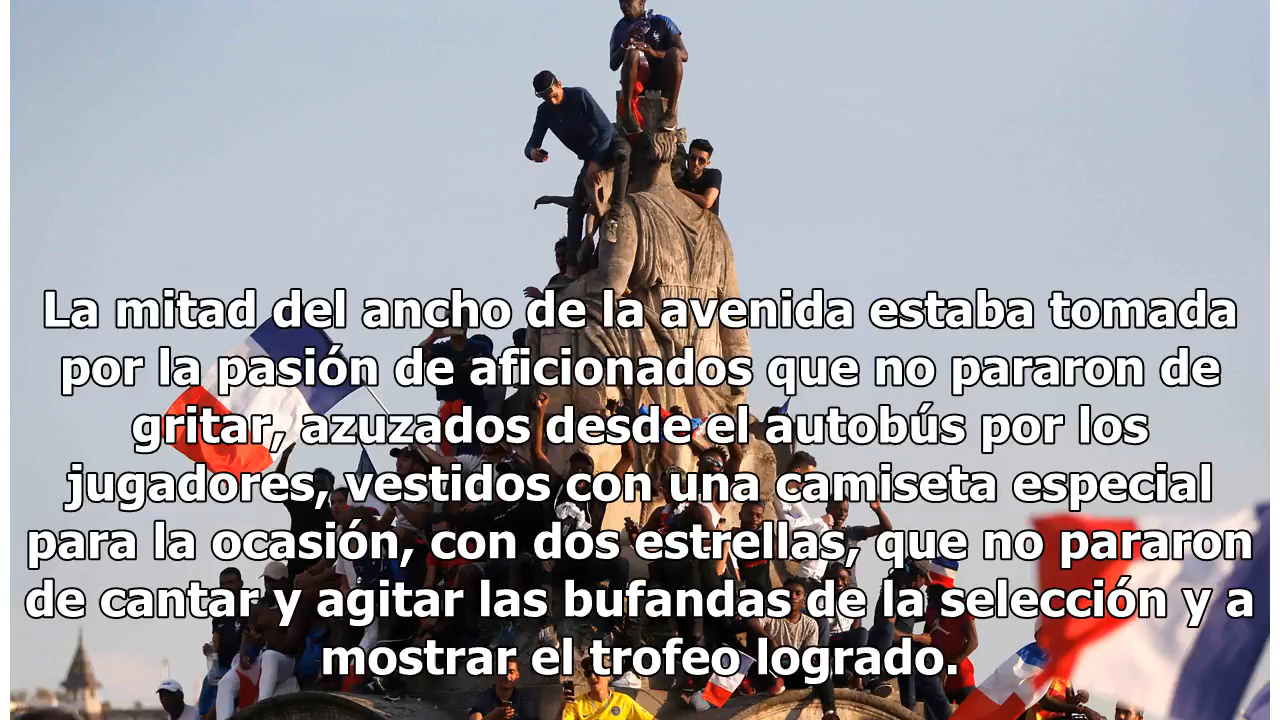 La mitad del ancho de la avenida estaba tomada
por la pasión de aficionados que no pararon de
gritar, azuzados desde el autobús por los
jugadores, vestidos con una camiseta especial
para la ocasión, con dos estrellas, que no pararon
de cantar y agitar las bufandas de la selección y a
mostrar el trofeo logrado.